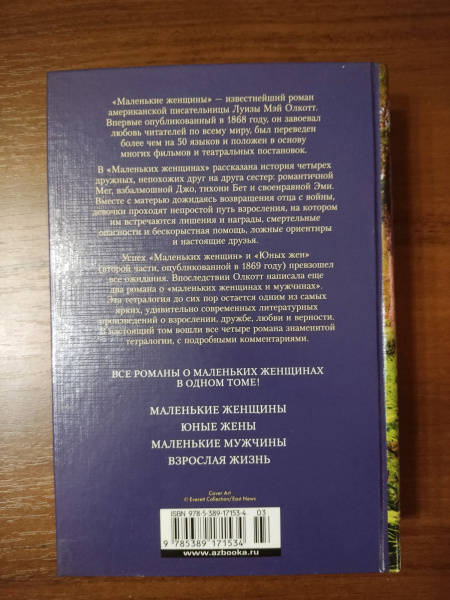 «Маленькие женщины» — известнейший роман
американской писательницы Луизы Мэй Олкотт.
Впервые опубликованный в 1868 году, он завоевал
любовь читателей по всему миру, был переведен
более чем на 50 языков и положен в основу
многих фильмов и театральных постановок.
В «Маленьких женщинах» рассказана история четырех
дружных, непохожих друг на друга сестер: романтичной
Мег, взбалмошной Джо, тихони Бет и своенравной Эми.
Вместе с матерью дожидаясь возвращения отца с войны,
девочки проходят непростой путь взросления, на котором
им встречаются лишения и награды, смертельные
опасности и бескорыстная помощь, ложные ориентиры
и настоящие друзья.
Успех «Маленьких женщин» и «Юных жен»
(второй части, опубликованной в 1869 году) превзошел
все ожидания. Впоследствии Олкотт написала еще
два романа о «маленьких женщинах и мужчинах».
Эта тетралогия до сих пор остается одним из самых
ярких, удивительно современных литературных
произведений о взрослении, дружбе, любви и верности.
В настоящий том вошли все четыре романа знаменитой
тетралогии, с подробными комментариями.
ВСЕ РОМАНЫ О МАЛЕНЬКИХ ЖЕНЩИНАХ
В ОДНОМ ТОМЕ!
МАЛЕНЬКИЕ ЖЕНЩИНЫ
ЮНЫЕ ЖЕНЫ
МАЛЕНЬКИЕ МУЖЧИНЫ
ВЗРОСЛАЯ ЖИЗНЬ
Cover Art
© Everett Collection/East News
ISBN 978-5-389-17153-4
03
9 785389 171534
www.azbooka.ru